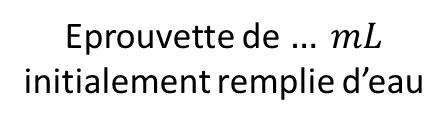 Eprouvette de ... mL
initialement remplie d’eau